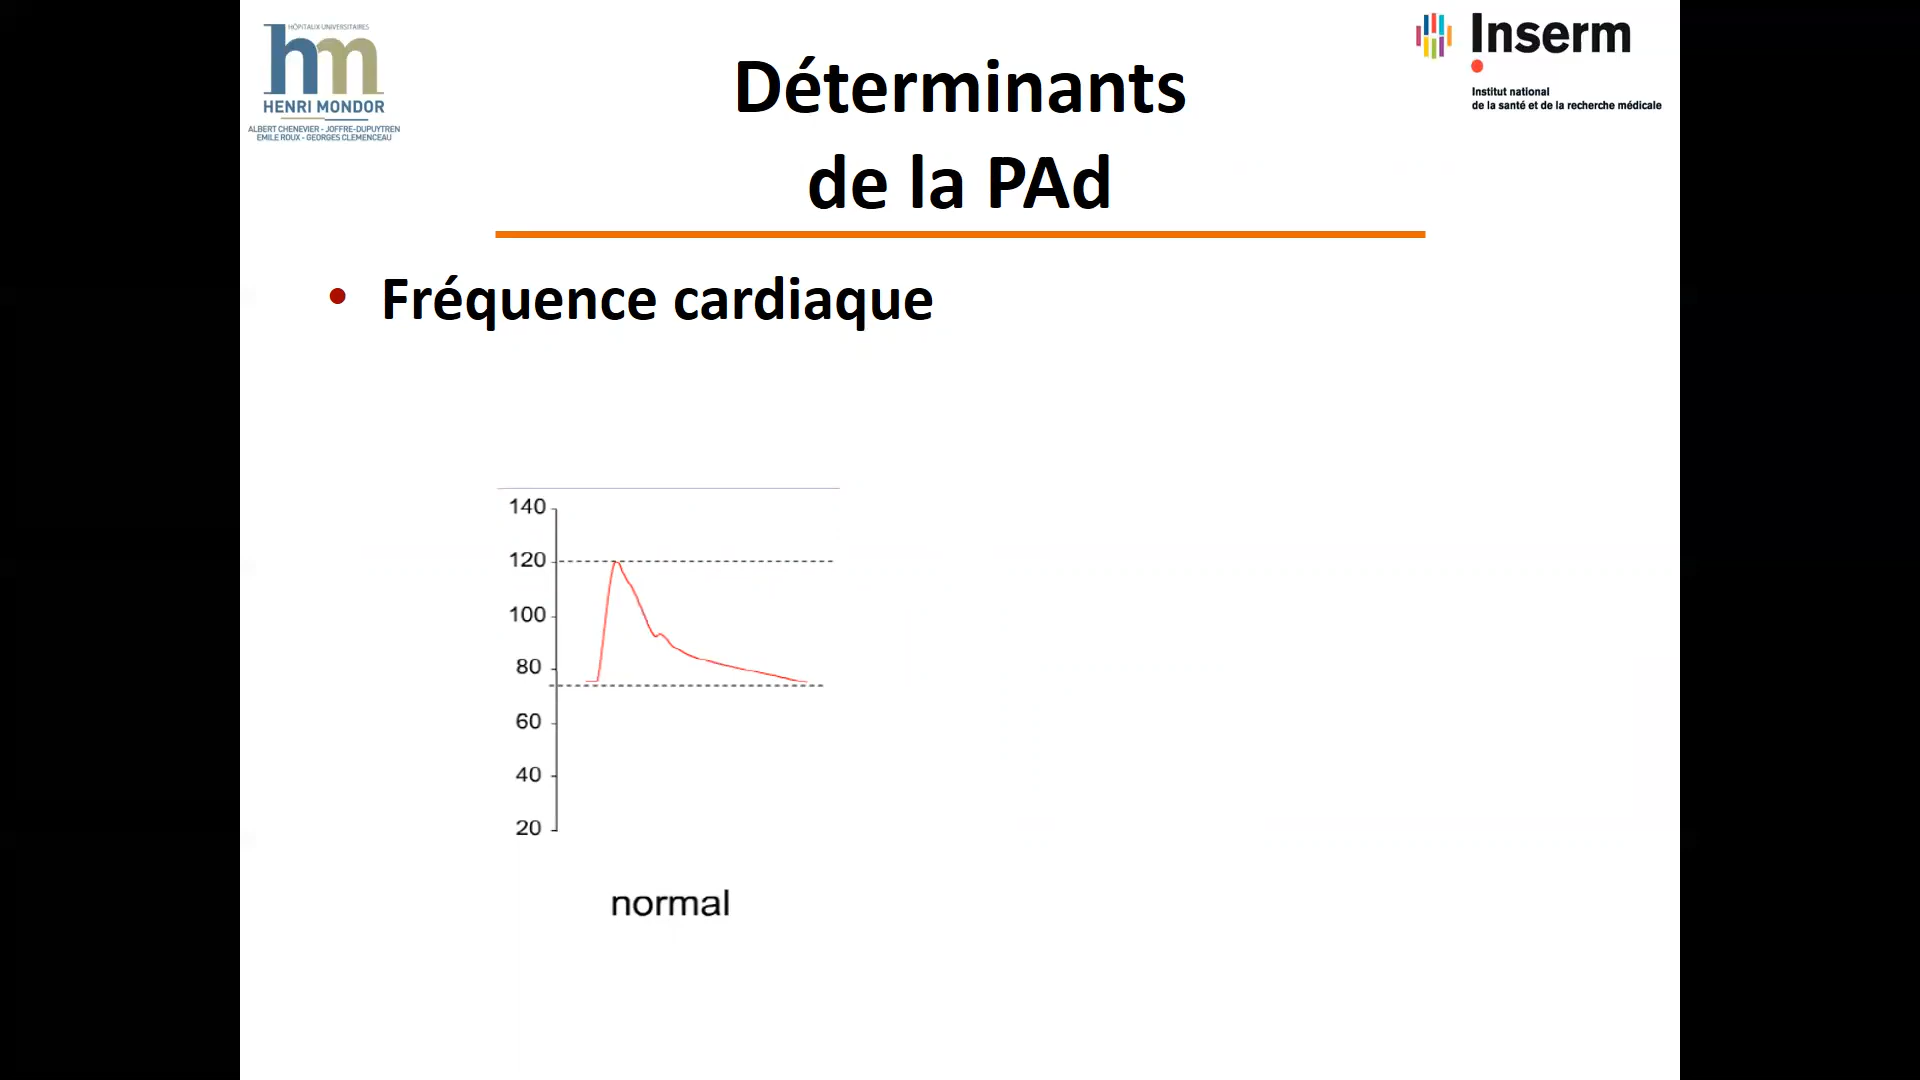 HÔPITAUX UNIVERSITAIRES
hm
HENRI MONDOR
ALBERT CHENEVIER - JOFFRE-DUPUYTREN
EMILE ROUX - GEORGES CLEMENCEAU
Inserm
Institut national
de la santé et de la recherche médicale
Déterminants
de la PAd
• Fréquence cardiaque
140
120
100
80
60
40
20
normal